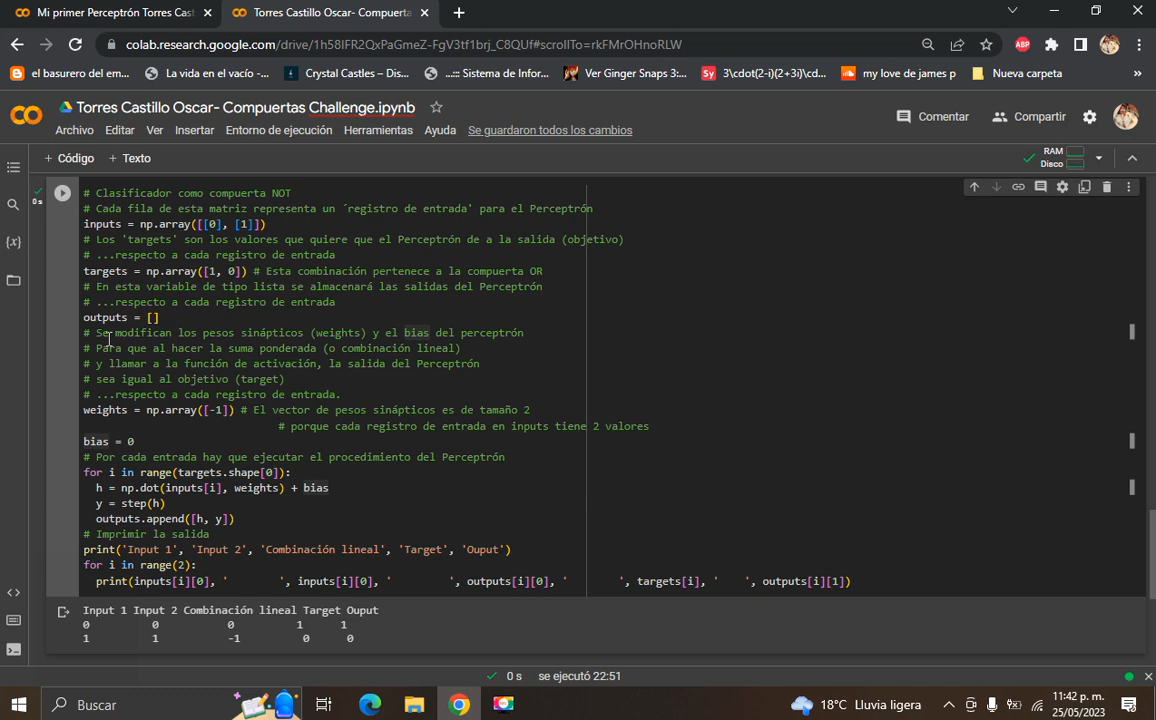 Mi primer Perceptrón Torres Cast
Torres Castillo Oscar- Compuerta
colab.research.google.com/drive/1h58IFR2QxPaGmeZ-FgV3tf1brj_C8QUf#scrollTo=rkFMrOHnoRLW
ABP
el basurero del em...
La vida en el vacío -...
Crystal Castles – Dis...
..::: Sistema de Infor...
Ver Ginger Snaps 3:...
Sy 3\cdot(2-i)(2+3i)\cd...
my love de james p
Nueva carpeta
»
Torres Castillo Oscar- Compuertas Challenge.ipynb
Archivo Editar Ver Insertar Entorno de ejecución Herramientas Ayuda Se guardaron todos los cambios
Comentar
Compartir
+ Código + Texto
RAM
Disco
0s
# Clasificador como compuerta NOT
# Cada fila de esta matriz representa un ´registro de entrada' para el Perceptrón
inputs = np.array([[0], [1]])
# Los 'targets' son los valores que quiere que el Perceptrón de a la salida (objetivo)
# ...respecto a cada registro de entrada
targets = np.array([1, 0]) # Esta combinación pertenece a la compuerta OR
# En esta variable de tipo lista se almacenará las salidas del Perceptrón
# ...respecto a cada registro de entrada
outputs = []
# Se modifican los pesos sinápticos (weights) y el bias del perceptrón
# Para que al hacer la suma ponderada (o combinación lineal)
# y llamar a la función de activación, la salida del Perceptrón
# sea igual al objetivo (target)
# ...respecto a cada registro de entrada.
weights = np.array([-1]) # El vector de pesos sinápticos es de tamaño 2
# porque cada registro de entrada en inputs tiene 2 valores
bias = 0
# Por cada entrada hay que ejecutar el procedimiento del Perceptrón
for i in range(targets.shape[0]):
h = np.dot(inputs[i], weights) + bias
y = step(h)
outputs.append([h, y])
# Imprimir la salida
print('Input 1', 'Input 2', 'Combinación lineal', 'Target', 'Ouput')
for i in range(2):
print(inputs[i][0], '        ', inputs[i][0], '         ', outputs[i][0], '        ', targets[i], '    ', outputs[i][1])
Input 1 Input 2 Combinación lineal Target Ouput
0 0 0 1 1
1 1 -1 0 0
0 s se ejecutó 22:51
Buscar
18°C Lluvia ligera
11:42 p. m.
25/05/2023